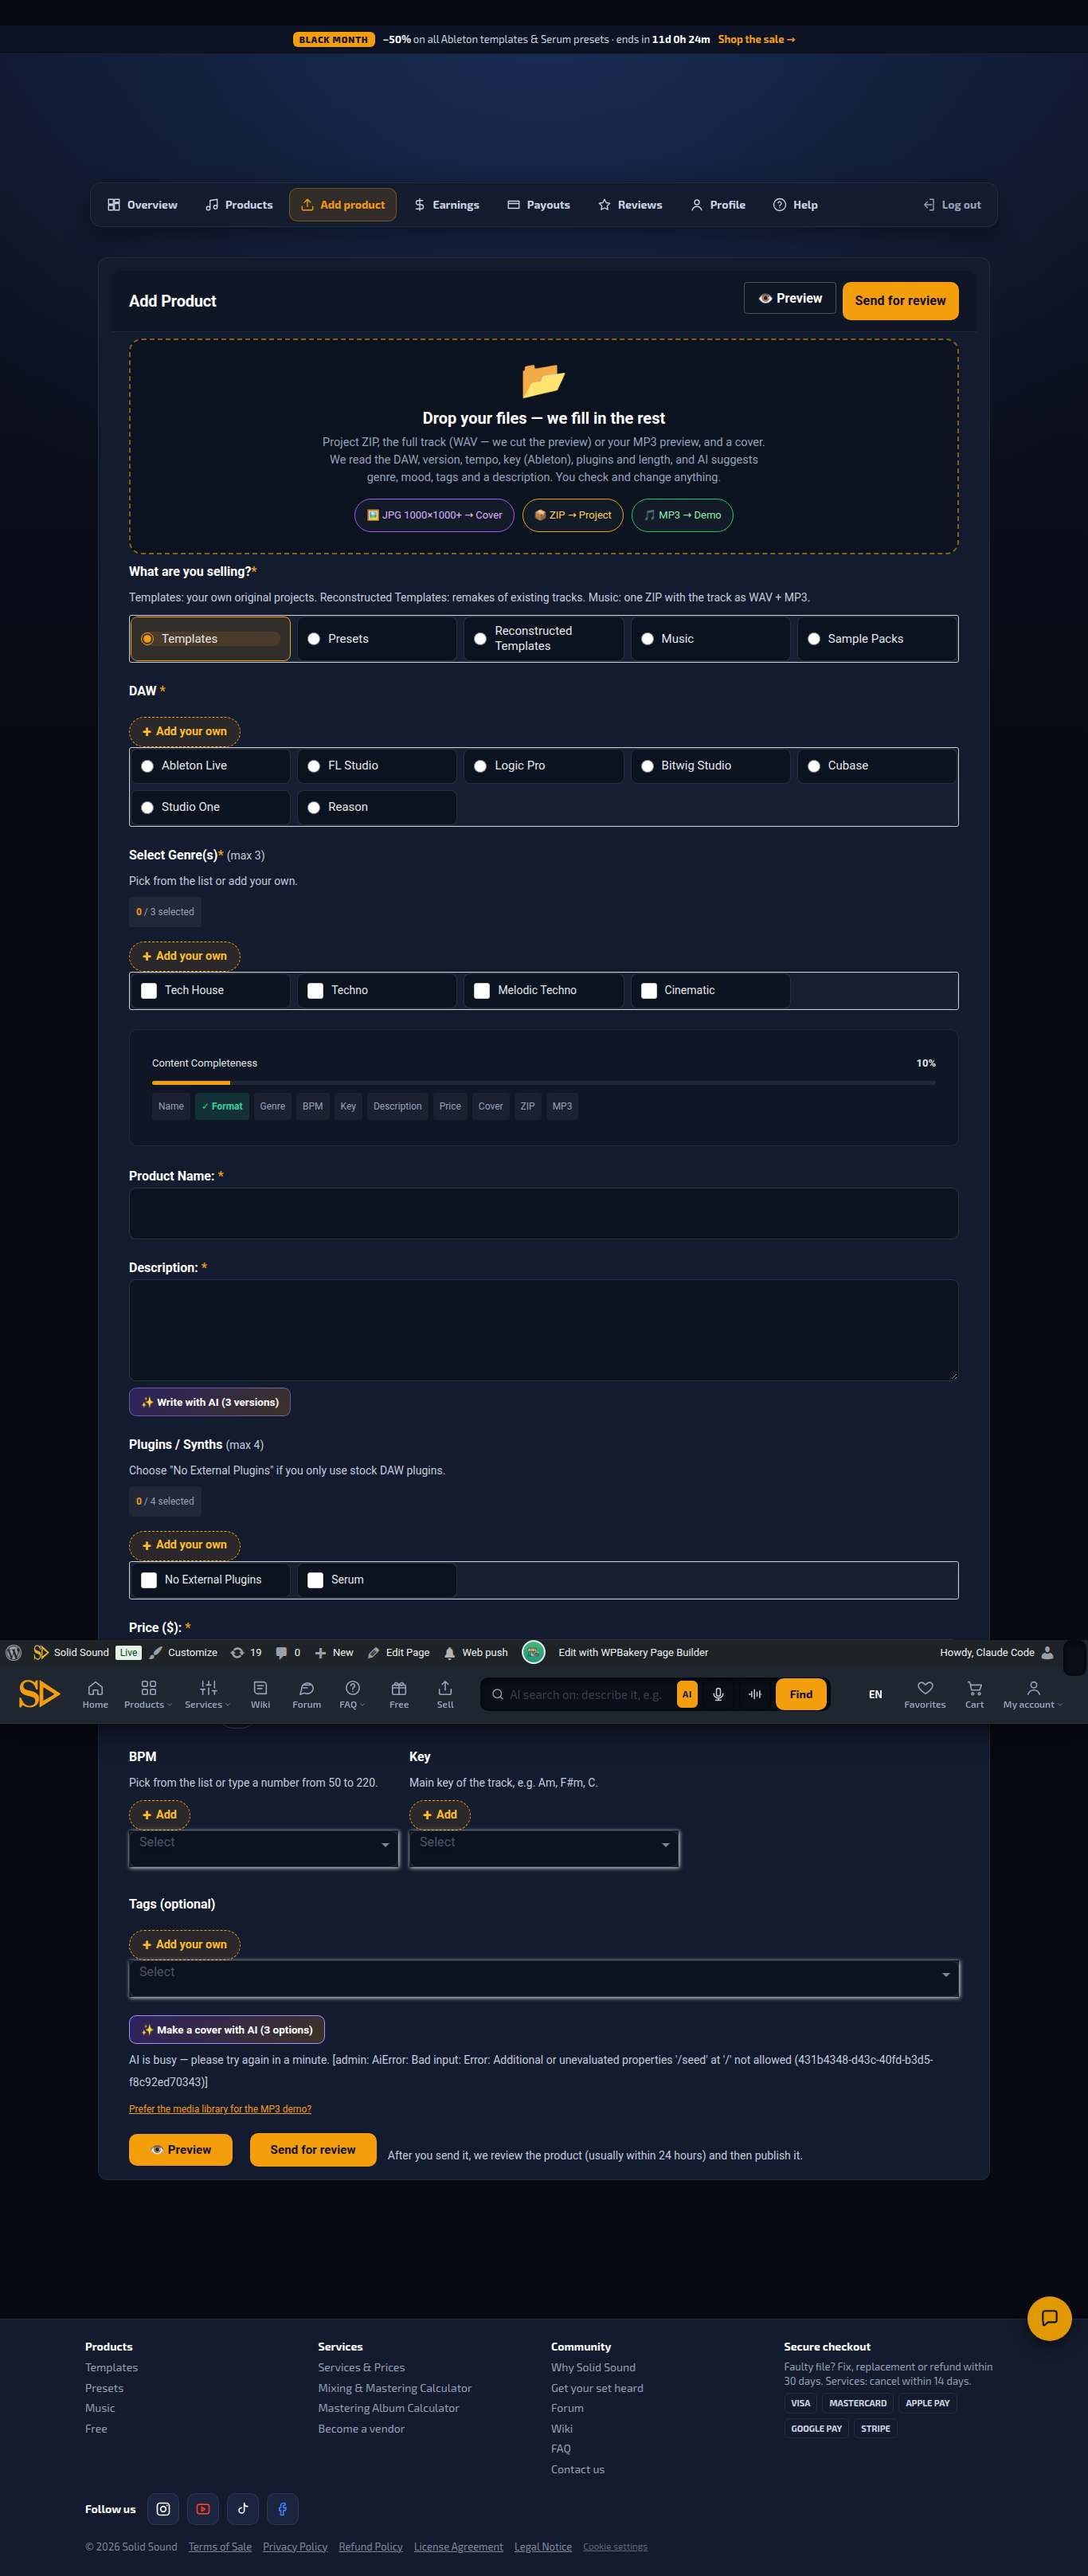 BLACK MONTH −50% on all Ableton templates & Serum presets · ends in 11d 0h 24m Shop the sale →
Overview Products Add product Earnings Payouts Reviews Profile Help Log out
Add Product
👁️ Preview Send for review
Drop your files — we fill in the rest
Project ZIP, the full track (WAV — we cut the preview) or your MP3 preview, and a cover.
We read the DAW, version, tempo, key (Ableton), plugins and length, and AI suggests
genre, mood, tags and a description. You check and change anything.
🖼️ JPG 1000×1000+ → Cover 📦 ZIP → Project 🎵 MP3 → Demo
What are you selling?*
Templates: your own original projects. Reconstructed Templates: remakes of existing tracks. Music: one ZIP with the track as WAV + MP3.
Templates Presets Reconstructed Templates Music Sample Packs
DAW *
+ Add your own
Ableton Live FL Studio Logic Pro Bitwig Studio Cubase
Studio One Reason
Select Genre(s)* (max 3)
Pick from the list or add your own.
0 / 3 selected
+ Add your own
Tech House Techno Melodic Techno Cinematic
Content Completeness 10%
Name ✓ Format Genre BPM Key Description Price Cover ZIP MP3
Product Name: *
Description: *
✨ Write with AI (3 versions)
Plugins / Synths (max 4)
Choose "No External Plugins" if you only use stock DAW plugins.
0 / 4 selected
+ Add your own
No External Plugins Serum
Price ($): *
Solid Sound Live Customize 19 0 + New Edit Page Web push Edit with WPBakery Page Builder Howdy, Claude Code
Home Products Services Wiki Forum FAQ Free Sell AI search on: describe it, e.g. AI Find EN Favorites Cart My account
BPM Key
Pick from the list or type a number from 50 to 220. Main key of the track, e.g. Am, F#m, C.
+ Add + Add
Select Select
Tags (optional)
+ Add your own
Select
✨ Make a cover with AI (3 options)
AI is busy — please try again in a minute. [admin: AiError: Bad input: Error: Additional or unevaluated properties '/seed' at '/' not allowed (431b4348-d43c-40fd-b3d5-
f8c92ed70343)]
Prefer the media library for the MP3 demo?
👁️ Preview Send for review After you send it, we review the product (usually within 24 hours) and then publish it.
Products Services Community Secure checkout
Templates Services & Prices Why Solid Sound Faulty file? Fix, replacement or refund within
30 days. Services: cancel within 14 days.
Presets Mixing & Mastering Calculator Get your set heard
Music Mastering Album Calculator Forum VISA MASTERCARD APPLE PAY
Free Become a vendor Wiki GOOGLE PAY STRIPE
FAQ
Contact us
Follow us
© 2026 Solid Sound Terms of Sale Privacy Policy Refund Policy License Agreement Legal Notice Cookie settings